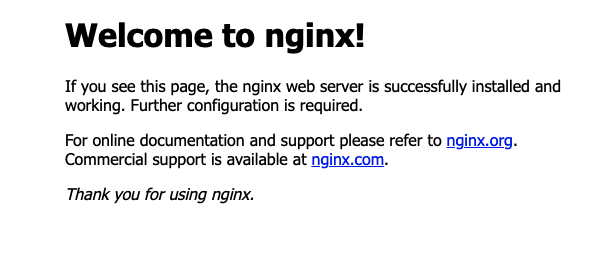 Welcome to nginx!
If you see this page, the nginx web server is successfully installed and
working. Further configuration is required.
For online documentation and support please refer to nginx.org.
Commercial support is available at nginx.com.
Thank you for using nginx.